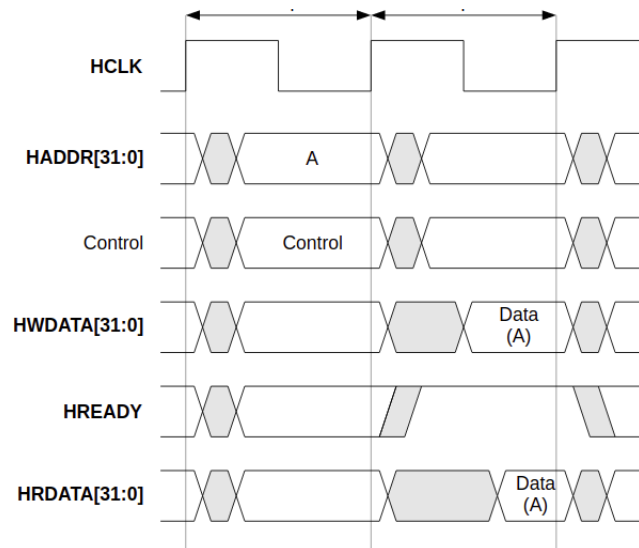 HCLK
HADDR[31:0]
A
Control
Control
HWDATA[31:0]
Data
(A)
HREADY
HRDATA[31:0]
Data
(A)